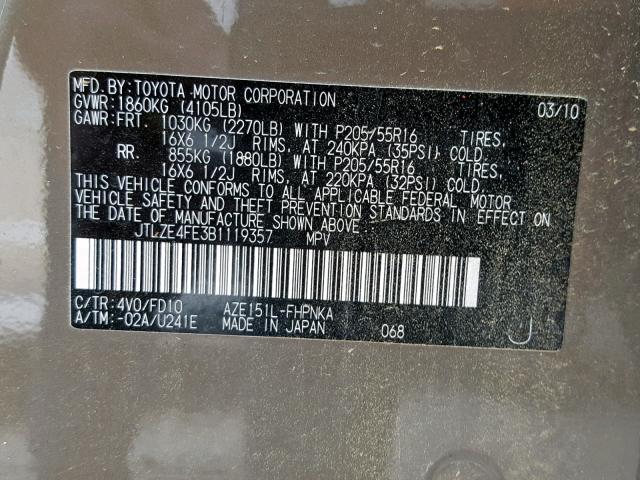 MFD.BY:TOYOTA MOTOR CORPORATION 03/10
GVWR:1860KG (4105LB)
GAWR:FRT. 1030KG (2270LB) WITH P205/55R16 TIRES,
16X6 1/2J RIMS, AT 240KPA (35PSI) COLD.
RR. 855KG (1880LB) WITH P205/55R16 TIRES,
16X6 1/2J RIMS, AT 220KPA (32PSI) COLD.
THIS VEHICLE CONFORMS TO ALL APPLICABLE FEDERAL MOTOR
VEHICLE SAFETY AND THEFT PREVENTION STANDARDS IN EFFECT ON
THE DATE OF MANUFACTURE SHOWN ABOVE.
JTLZE4FE3B1119357 MPV
C/TR:4V0/FD10 AZE151L-FHPNKA
A/TM:-02A/U241E MADE IN JAPAN 068 J